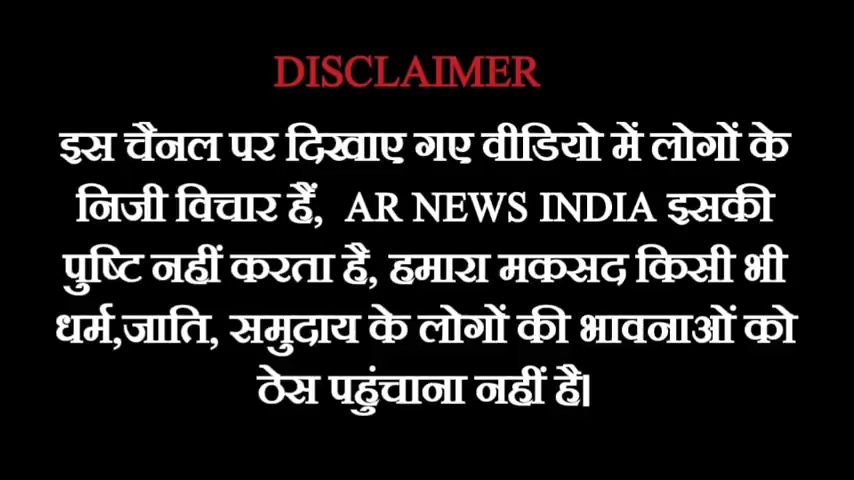 DISCLAIMER
इस चैनल पर दिखाए गए वीडियो में लोगों के
निजी विचार हैं, AR NEWS INDIA इसकी
पुष्टि नहीं करता है, हमारा मकसद किसी भी
धर्म,जाति, समुदाय के लोगों की भावनाओं को
ठेस पहुंचाना नहीं है।